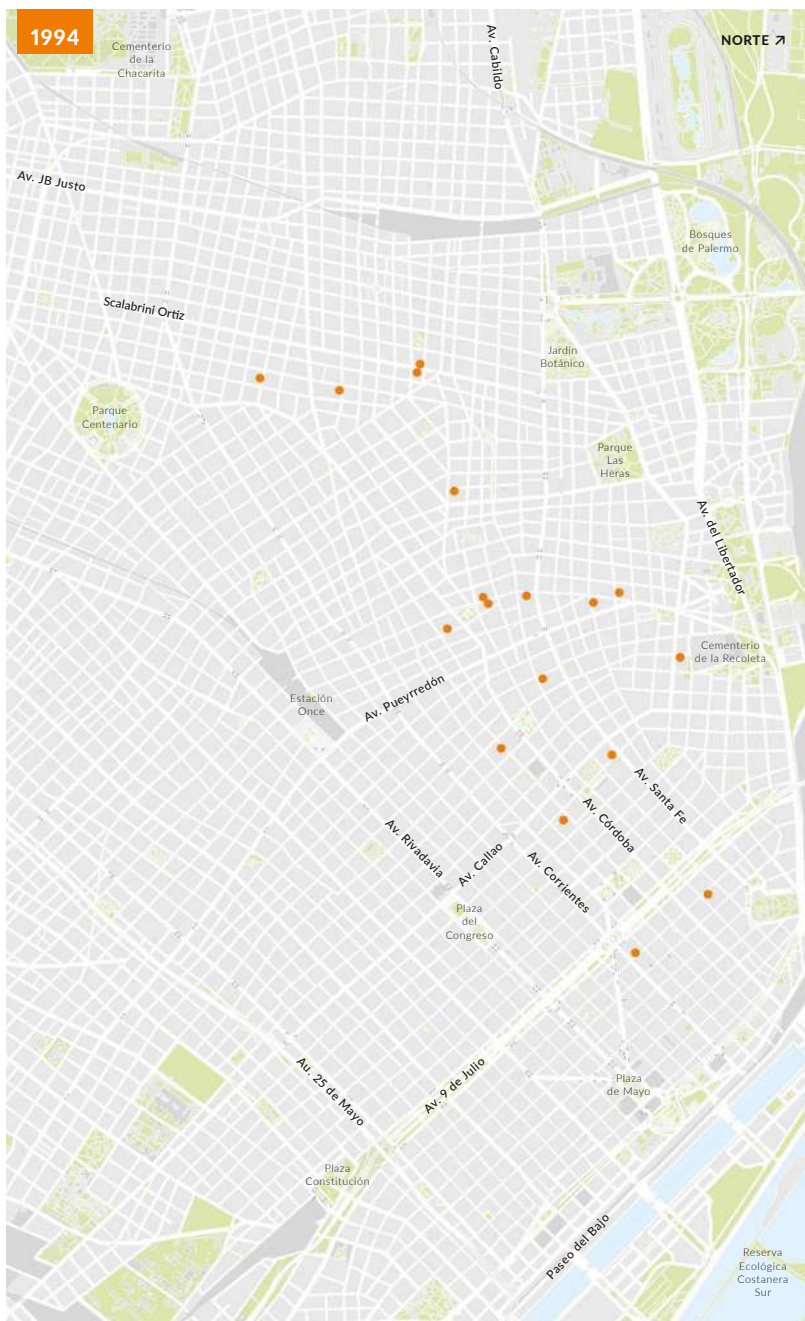 1994
Cementerio
de la
Chacarita
Av. Cabildo
NORTE
Av. JB Justo
Bosques
de Palermo
Scalabrini Ortiz
Jardín
Botánico
Parque
Centenario
Parque
Las
Heras
Av. del Libertador
Cementerio
de la Recoleta
Av. Pueyrredón
Estación
Once
Av. Santa Fe
Av. Córdoba
Av. Rivadavia
Av. Callao
Av. Corrientes
Plaza
del
Congreso
Au. 25 de Mayo
Av. 9 de Julio
Plaza
de Mayo
Plaza
Constitución
Paseo del Bajo
Reserva
Ecológica
Costanera
Sur